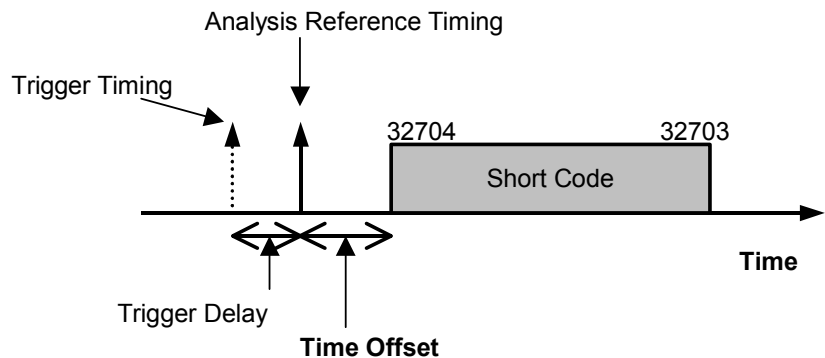 Analysis Reference Timing
Trigger Timing
32704
32703
Short Code
Time
Trigger Delay
Time Offset